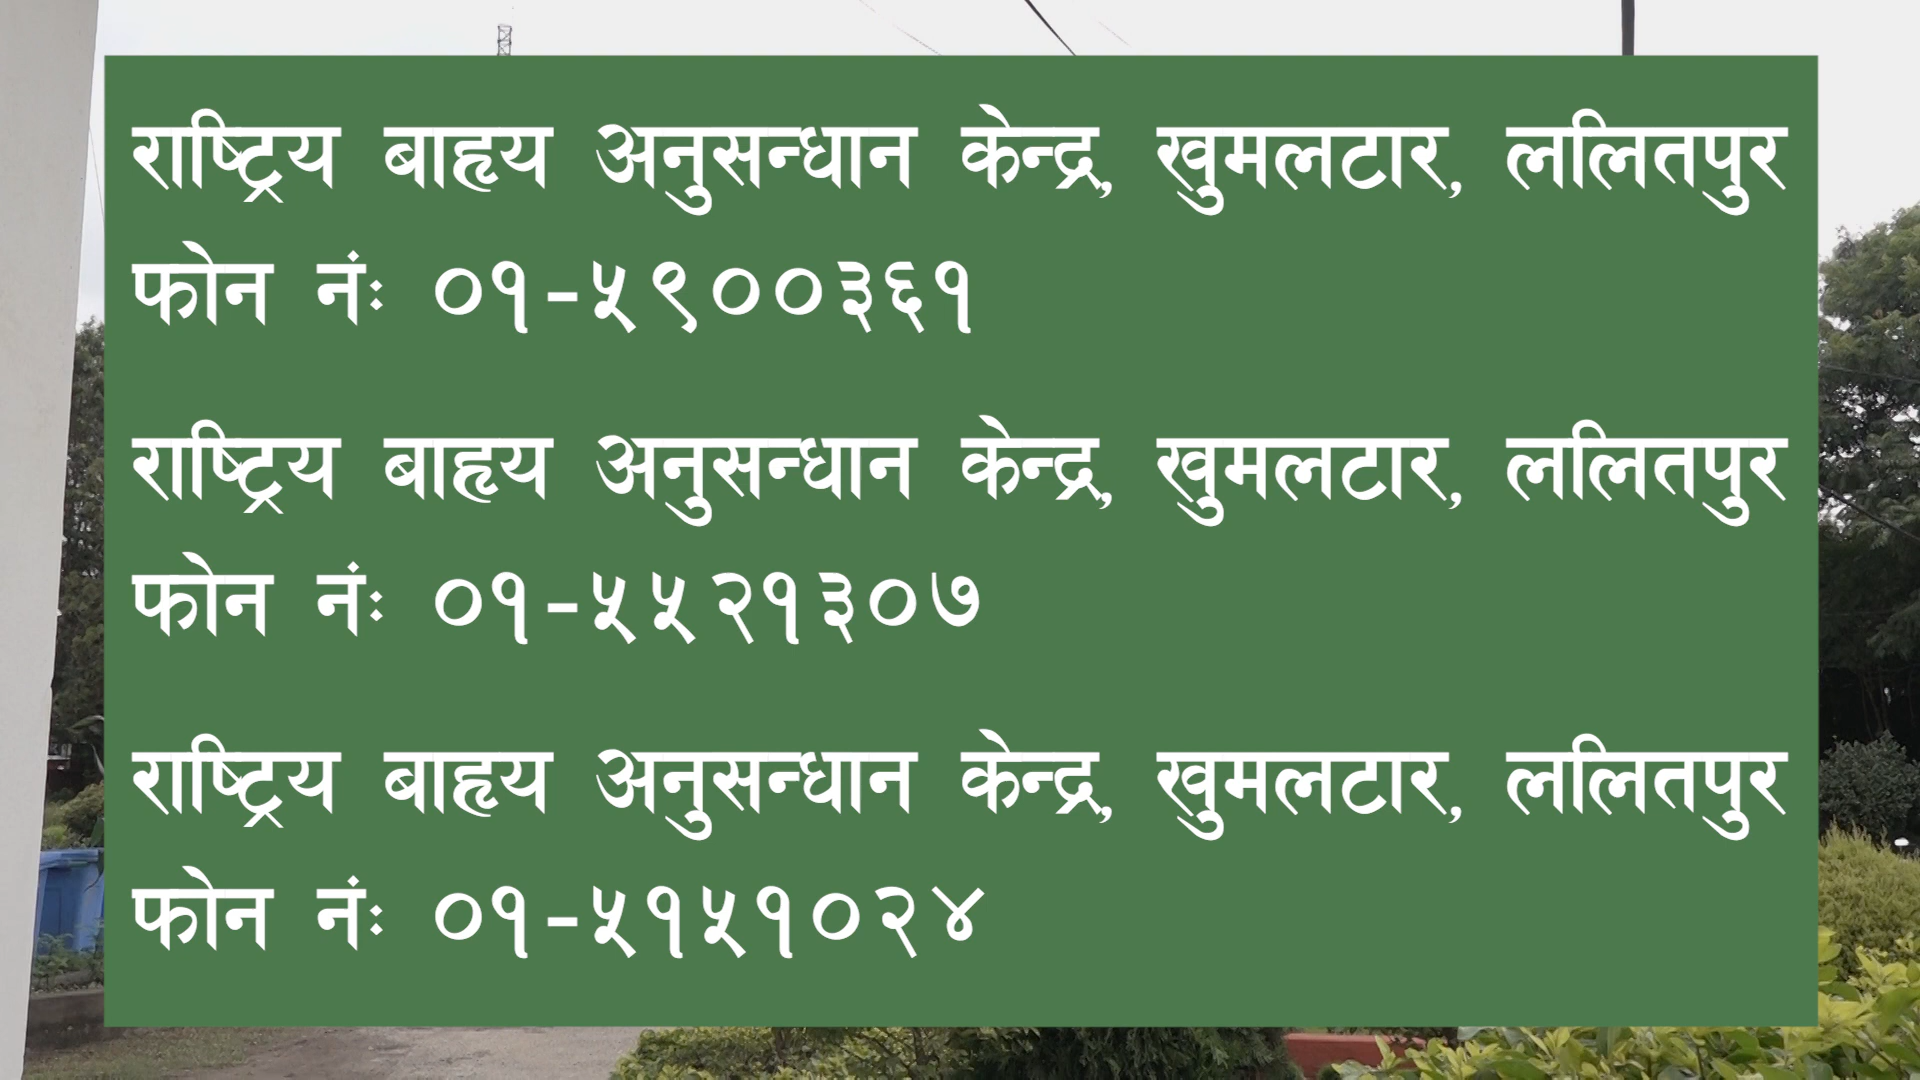 राष्ट्रिय बाहृय अनुसन्धान केन्द्र, खुमलटार, ललितपुर
फोन नंः ०१-५९००३६१
राष्ट्रिय बाहृय अनुसन्धान केन्द्र, खुमलटार, ललितपुर
फोन नंः ०१-५५२१३०७
राष्ट्रिय बाहृय अनुसन्धान केन्द्र, खुमलटार, ललितपुर
फोन नंः ०१-५१५१०२४